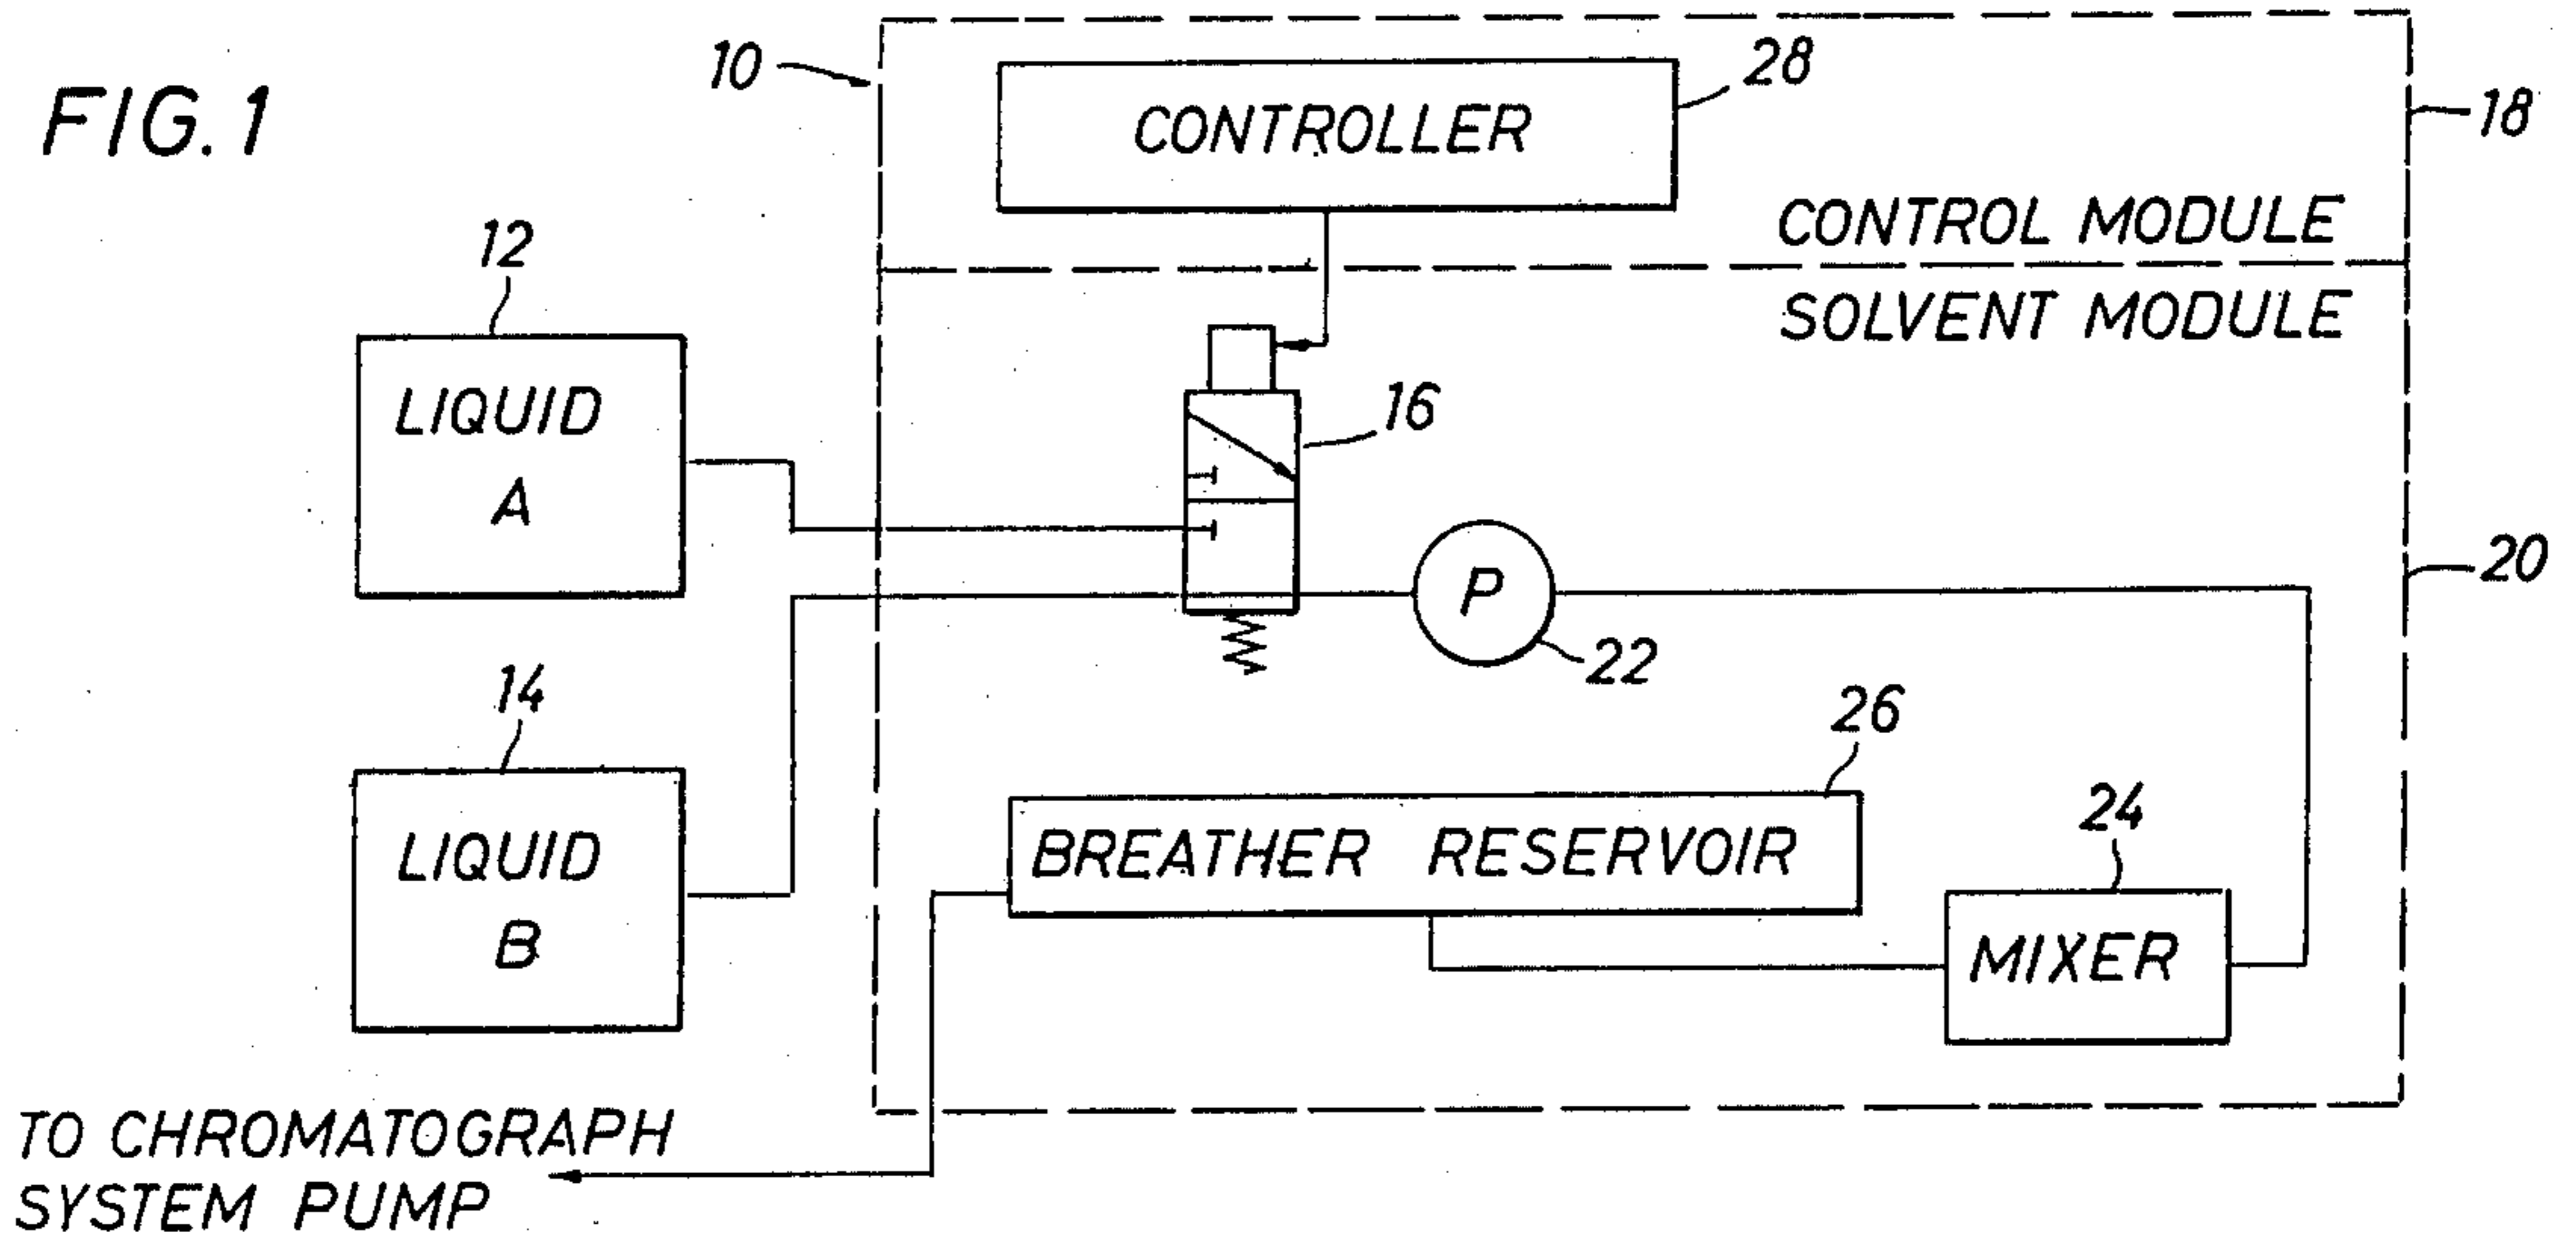 FIG. 1
10
28
CONTROLLER
18
CONTROL MODULE
SOLVENT MODULE
12
LIQUID
A
16
P
22
20
14
LIQUID
B
26
BREATHER RESERVOIR
24
MIXER
TO CHROMATOGRAPH
SYSTEM PUMP